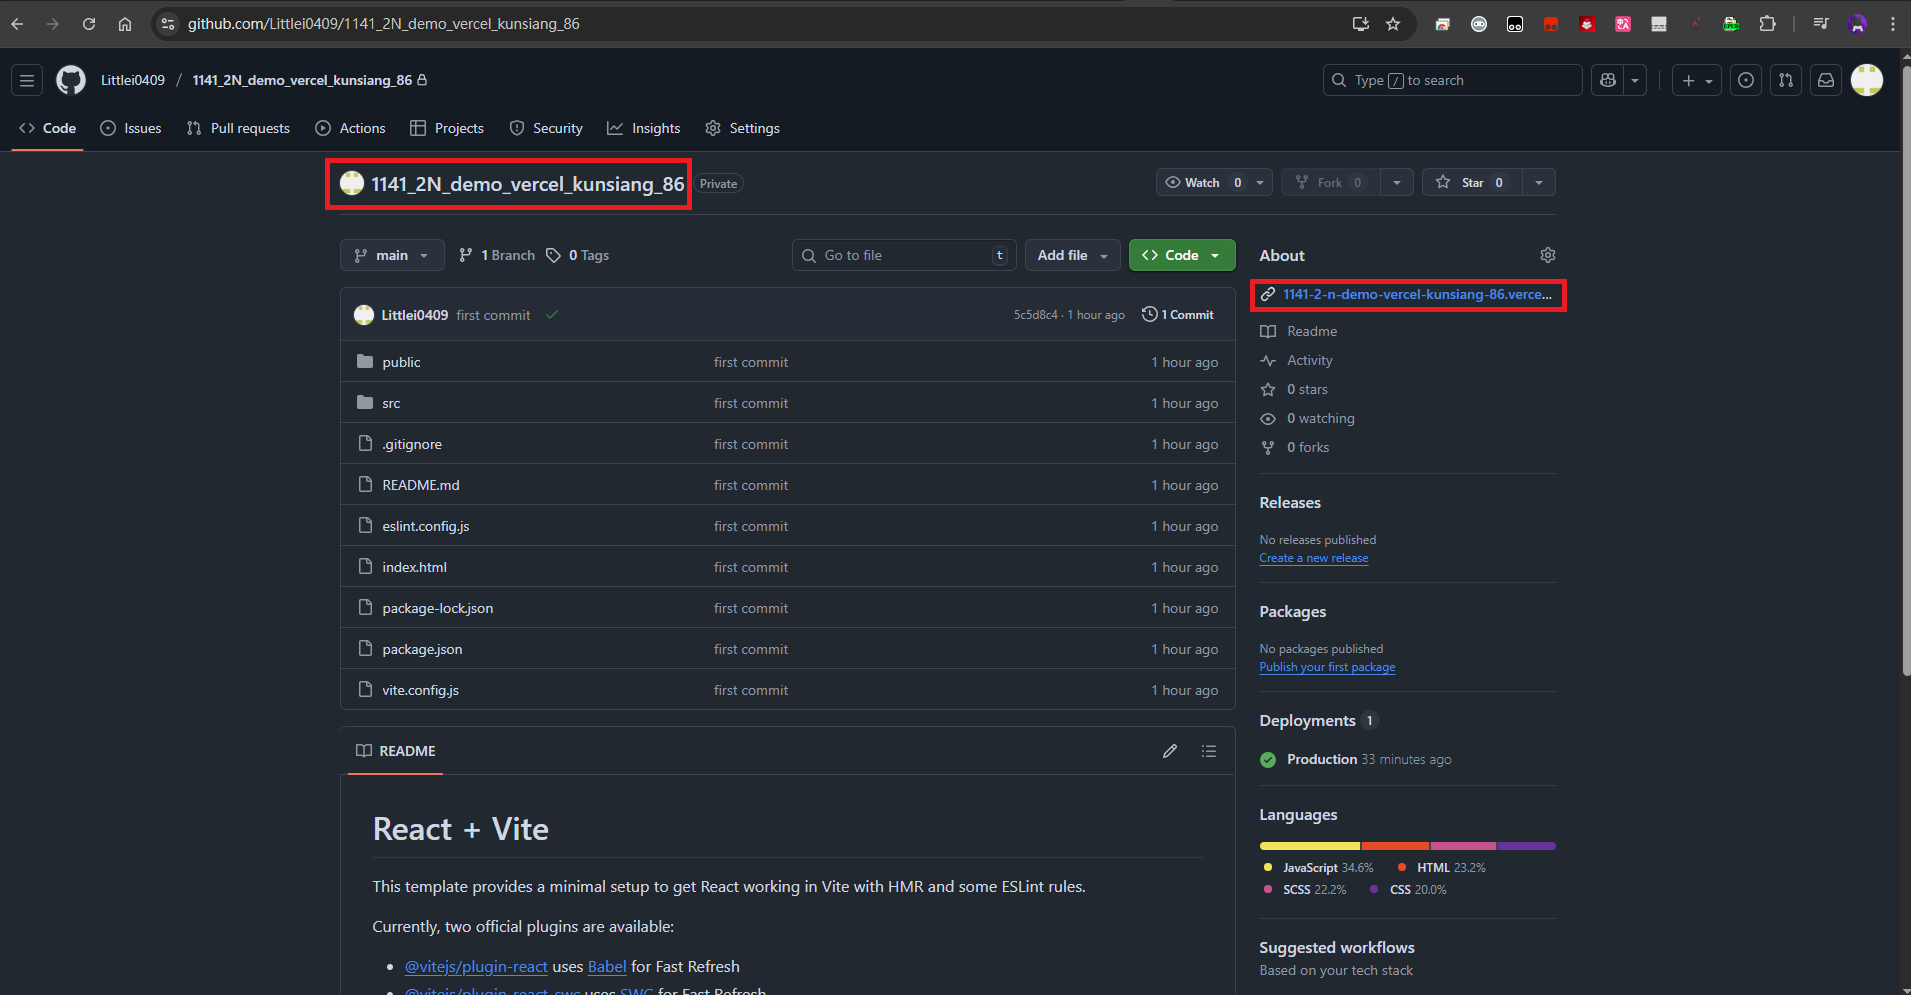 github.com/Littlei0409/1141_2N_demo_vercel_kunsiang_86
Littlei0409 / 1141_2N_demo_vercel_kunsiang_86
Type / to search
Code Issues Pull requests Actions Projects Security Insights Settings
1141_2N_demo_vercel_kunsiang_86 Private
Watch 0 Fork 0 Star 0
main 1 Branch 0 Tags Go to file t Add file Code
Littlei0409 first commit 5c5d8c4 · 1 hour ago 1 Commit
public first commit 1 hour ago
src first commit 1 hour ago
.gitignore first commit 1 hour ago
README.md first commit 1 hour ago
eslint.config.js first commit 1 hour ago
index.html first commit 1 hour ago
package-lock.json first commit 1 hour ago
package.json first commit 1 hour ago
vite.config.js first commit 1 hour ago
README
React + Vite
This template provides a minimal setup to get React working in Vite with HMR and some ESLint rules.
Currently, two official plugins are available:
@vitejs/plugin-react uses Babel for Fast Refresh
@vitejs/plugin-react-swc uses SWC for Fast Refresh
About
1141-2-n-demo-vercel-kunsiang-86.verce...
Readme
Activity
0 stars
0 watching
0 forks
Releases
No releases published
Create a new release
Packages
No packages published
Publish your first package
Deployments 1
Production 33 minutes ago
Languages
JavaScript 34.6% HTML 23.2%
SCSS 22.2% CSS 20.0%
Suggested workflows
Based on your tech stack